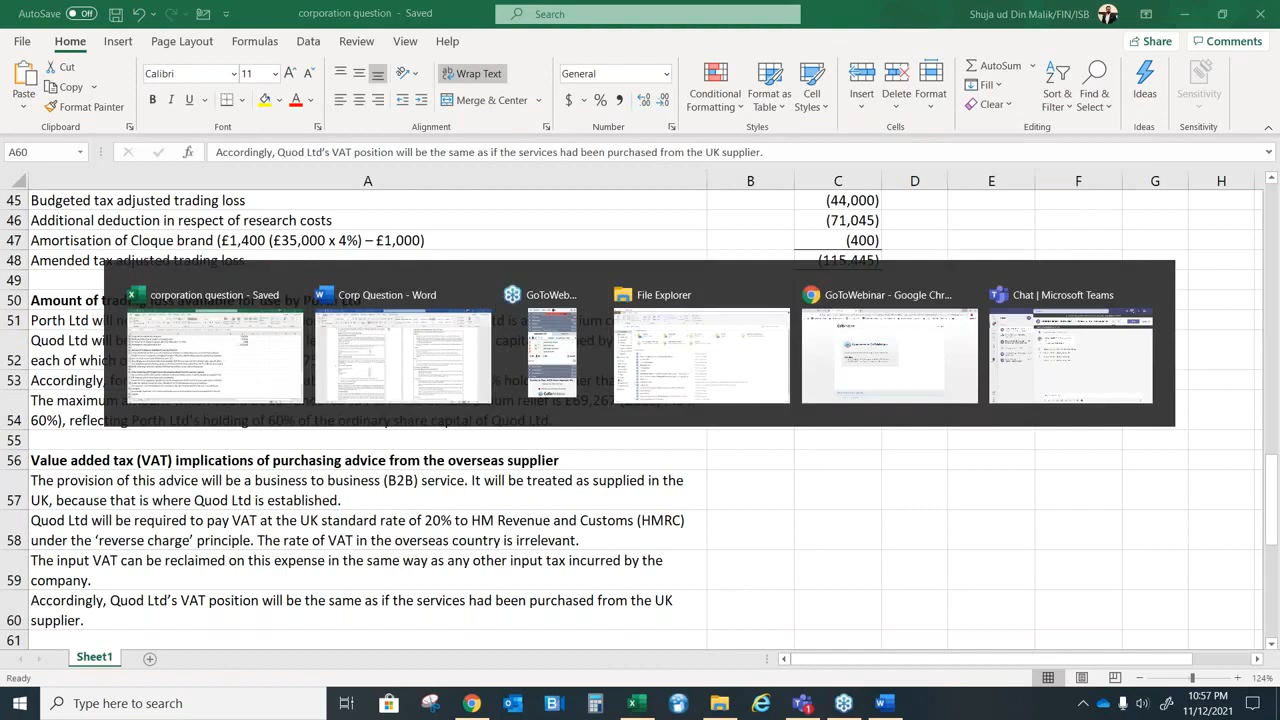 AutoSave Off
corporation question - Saved
Search
Shuja ud Din Malik/FIN/ISB
File Home Insert Page Layout Formulas Data Review View Help
Share Comments
Paste
Cut
Copy
Format Painter
Clipboard
Calibri 11
B I U
Font
Wrap Text
Merge & Center
Alignment
General
$ %
Number
Conditional Formatting
Format as Table
Cell Styles
Styles
Insert Delete Format
Cells
AutoSum
Fill
Clear
Sort & Filter
Find & Select
Editing
Ideas
Ideas
Sensitivity
Sensitivity
A60
fx
Accordingly, Quod Ltd’s VAT position will be the same as if the services had been purchased from the UK supplier.
A B C D E F G H
45 Budgeted tax adjusted trading loss (44,000)
46 Additional deduction in respect of research costs (71,045)
47 Amortisation of Cloque brand (£1,400 (£35,000 x 4%) – £1,000) (400)
48 Amended tax adjusted trading loss (115,445)
49
corporation question - Saved
Corp Question - Word
GoToWeb...
File Explorer
GoToWebinar - Google Chr...
Chat | Microsoft Teams
50 Amount of trading loss available for use by Porth Ltd
51 Porth Ltd will
Quod Ltd will be
52 each of which
53 Accordingly, for
The maximum
54 60%), reflecting Porth Ltd’s holding of 60% of the ordinary share capital of Quod Ltd.
55
56 Value added tax (VAT) implications of purchasing advice from the overseas supplier
The provision of this advice will be a business to business (B2B) service. It will be treated as supplied in the
57 UK, because that is where Quod Ltd is established.
Quod Ltd will be required to pay VAT at the UK standard rate of 20% to HM Revenue and Customs (HMRC)
58 under the ‘reverse charge’ principle. The rate of VAT in the overseas country is irrelevant.
The input VAT can be reclaimed on this expense in the same way as any other input tax incurred by the
59 company.
Accordingly, Quod Ltd’s VAT position will be the same as if the services had been purchased from the UK
60 supplier.
61
Sheet1
Ready
124%
Type here to search
10:57 PM
11/12/2021